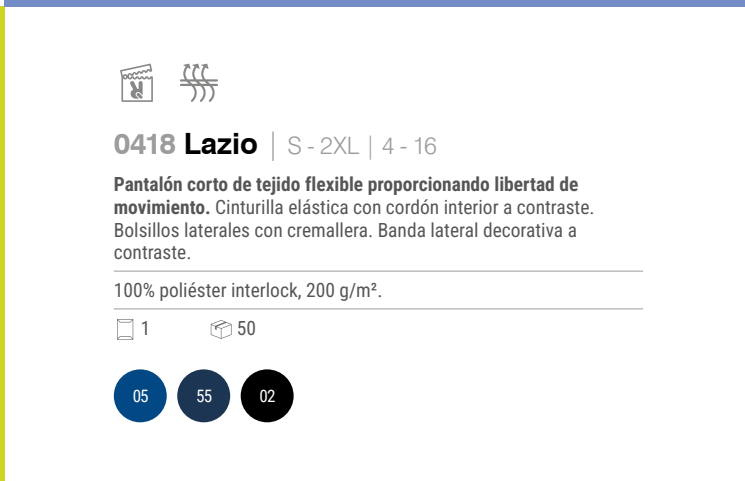 0418 Lazio | S - 2XL | 4 - 16
Pantalón corto de tejido flexible proporcionando libertad de
movimiento. Cinturilla elástica con cordón interior a contraste.
Bolsillos laterales con cremallera. Banda lateral decorativa a
contraste.
100% poliéster interlock, 200 g/m².
1 50
05 55 02